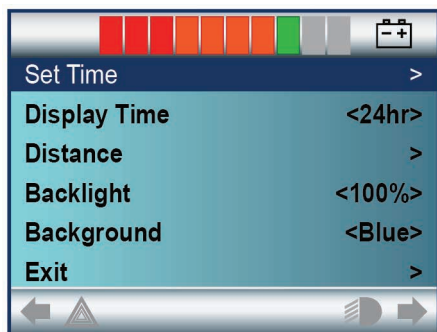 Set Time >
Display Time <24hr>
Distance >
Backlight <100%>
Background <Blue>
Exit >